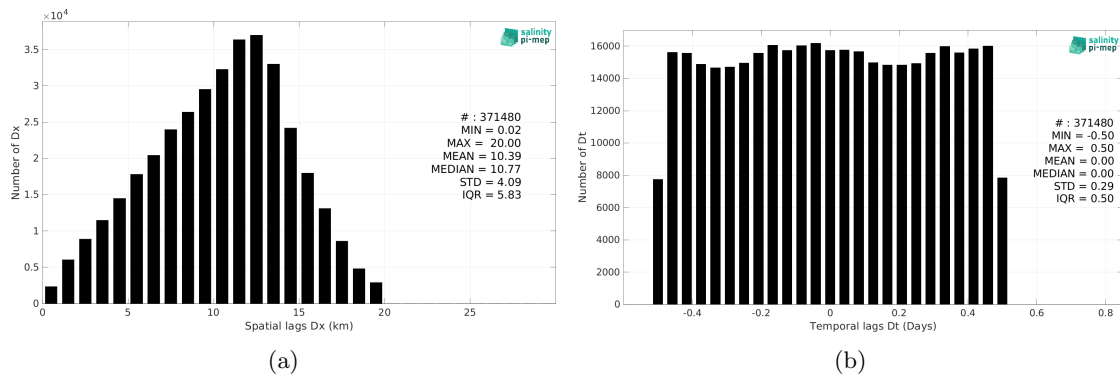 ×10⁴
3.5
3
2.5
2
1.5
1
0.5
0
Number of Dx
0 5 10 15 20 25
Spatial lags Dx (km)
salinity
pi-mep
# : 371480
MIN = 0.02
MAX = 20.00
MEAN = 10.39
MEDIAN = 10.77
STD = 4.09
IQR = 5.83
(a)
16000
14000
12000
10000
8000
6000
4000
2000
0
Number of Dt
-0.4 -0.2 0 0.2 0.4 0.6 0.8
Temporal lags Dt (Days)
salinity
pi-mep
# : 371480
MIN = -0.50
MAX = 0.50
MEAN = 0.00
MEDIAN = 0.00
STD = 0.29
IQR = 0.50
(b)